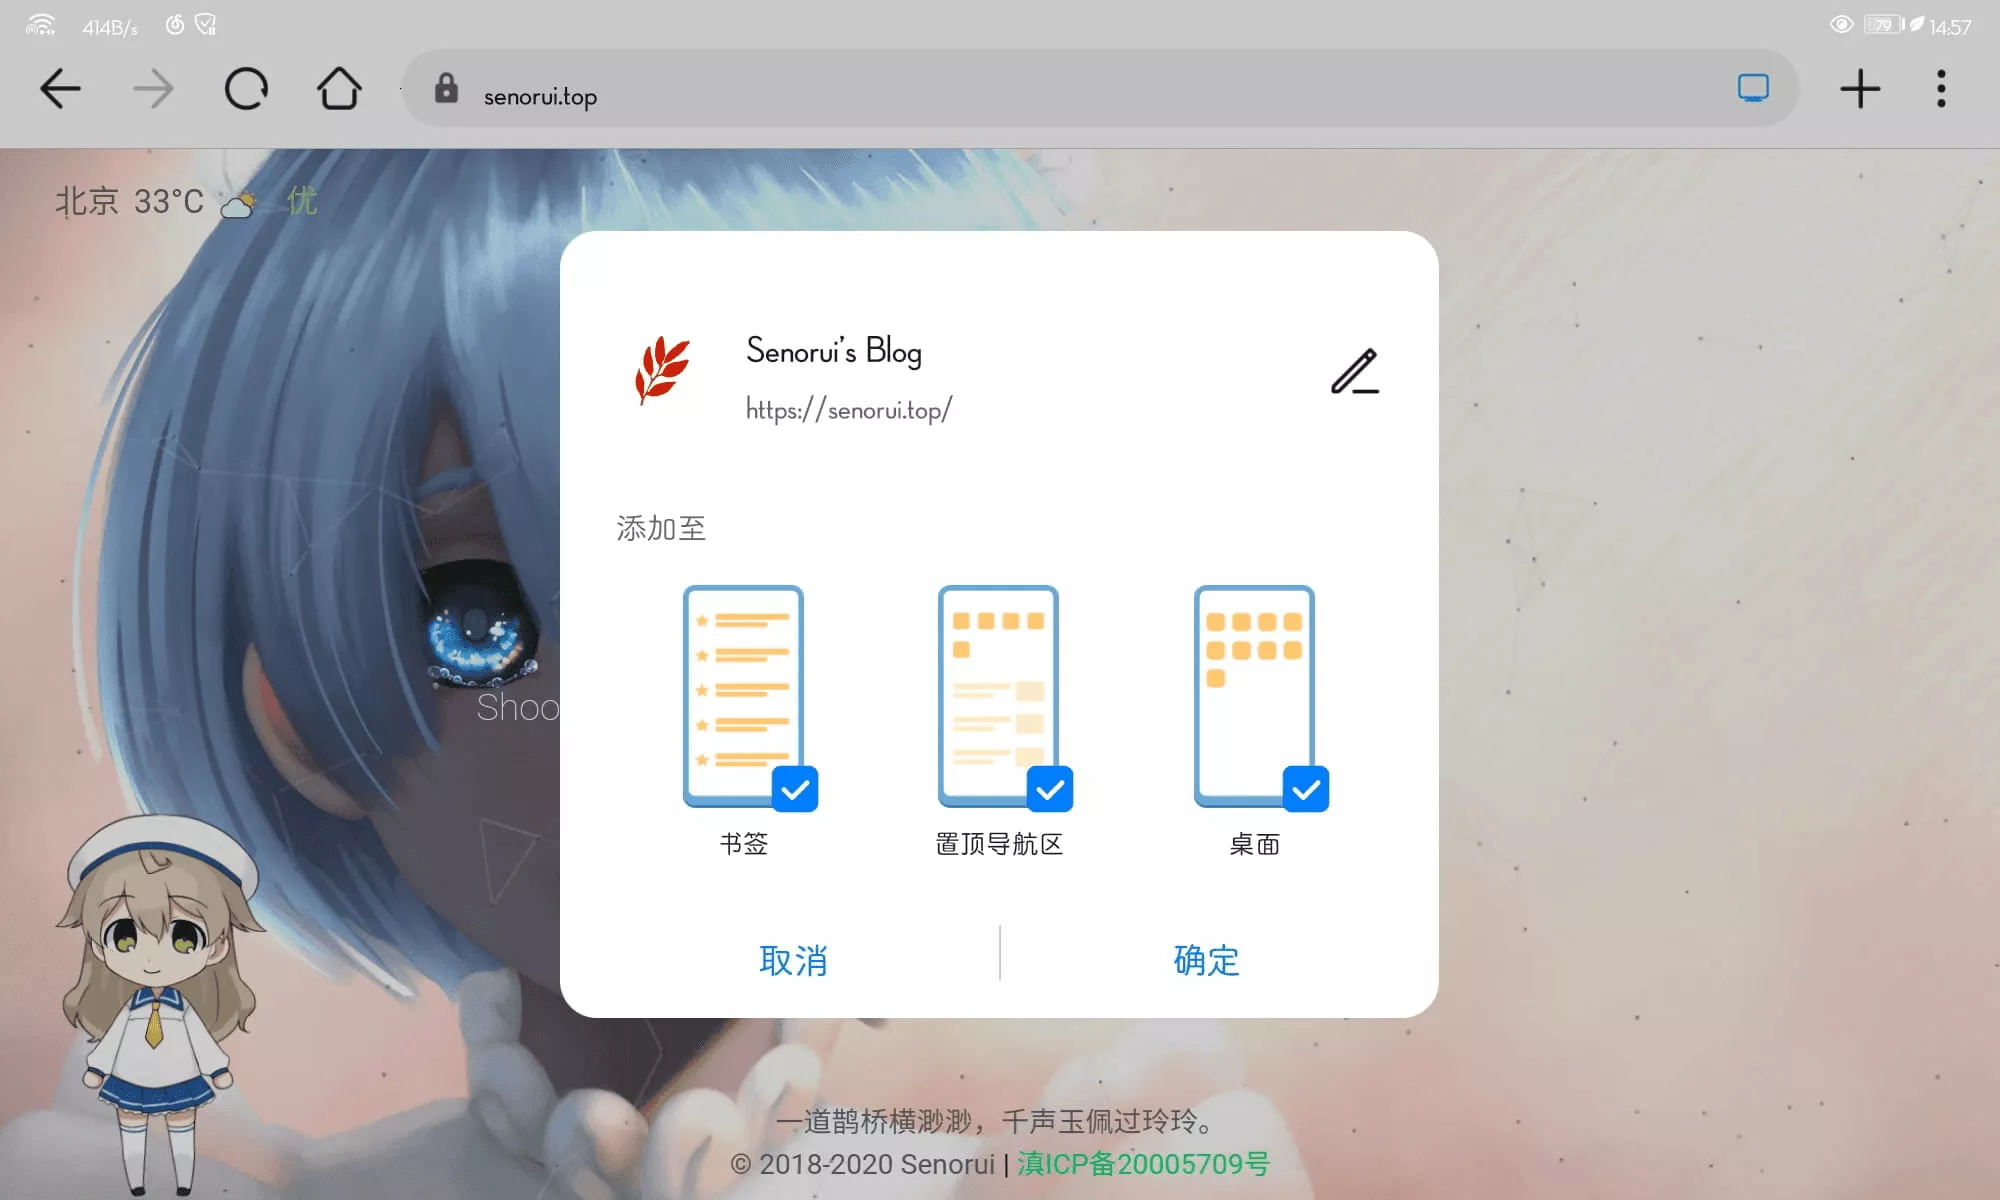 414B/s
79
14:57
senorui.top
北京 33°C 优
Senorui's Blog
https://senorui.top/
添加至
Shoo
书签
置顶导航区
桌面
取消
确定
一道鹊桥横渺渺，千声玉佩过玲玲。
© 2018-2020 Senorui | 滇ICP备20005709号